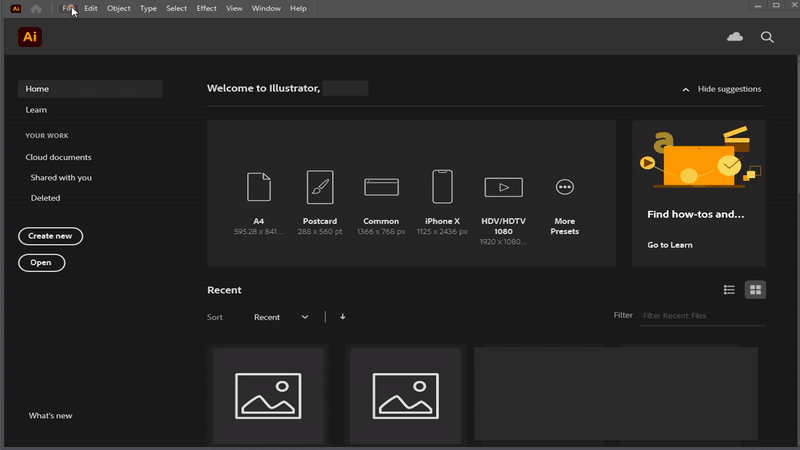 Ai File Edit Object Type Select Effect View Window Help
Ai
Home
Learn
YOUR WORK
Cloud documents
Shared with you
Deleted
Create new
Open
What's new
Welcome to Illustrator,
Hide suggestions
A4
595.28 x 841...
Postcard
288 x 560 pt
Common
1366 x 768 px
iPhone X
1125 x 2436 px
HDV/HDTV
1080
1920 x 1080...
More
Presets
a
Find how-tos and...
Go to Learn
Recent
Sort Recent
Filter Filter Recent Files